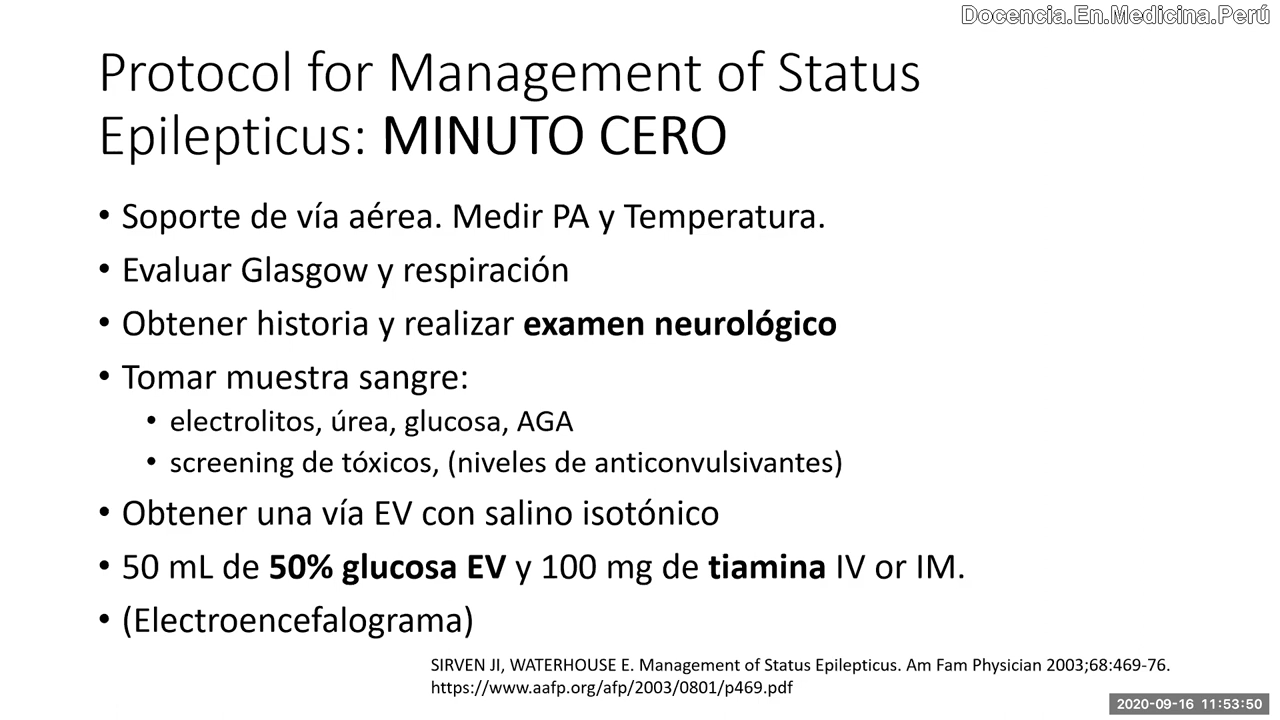 Docencia.En.Medicina.Perú
Protocol for Management of Status
Epilepticus: MINUTO CERO
• Soporte de vía aérea. Medir PA y Temperatura.
• Evaluar Glasgow y respiración
• Obtener historia y realizar examen neurológico
• Tomar muestra sangre:
• electrolitos, úrea, glucosa, AGA
• screening de tóxicos, (niveles de anticonvulsivantes)
• Obtener una vía EV con salino isotónico
• 50 mL de 50% glucosa EV y 100 mg de tiamina IV or IM.
• (Electroencefalograma)
SIRVEN JI, WATERHOUSE E. Management of Status Epilepticus. Am Fam Physician 2003;68:469-76.
https://www.aafp.org/afp/2003/0801/p469.pdf
2020-09-16 11:53:50